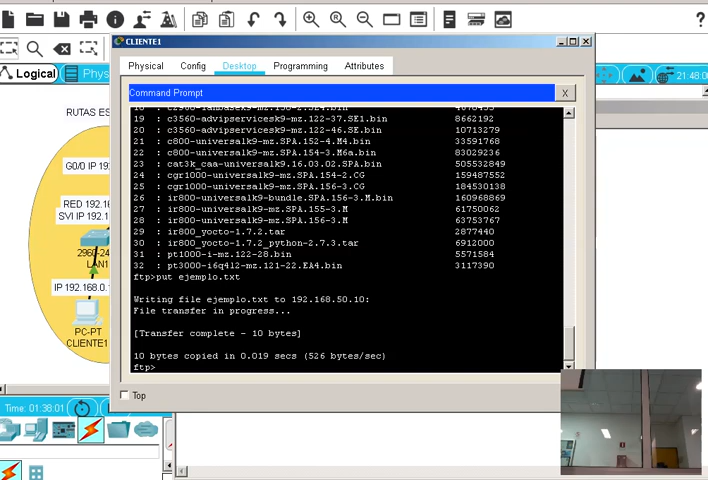 CLIENTE1
Physical Config Desktop Programming Attributes
Logical
Phys
21:48:0
Command Prompt X
19 : c3560-advipservicesk9-mz.122-37.SE1.bin 8662192
20 : c3560-advipservicesk9-mz.122-46.SE.bin 10713279
21 : c800-universalk9-mz.SPA.152-4.M4.bin 33591768
22 : c800-universalk9-mz.SPA.154-3.M6a.bin 83029236
23 : cat3k_caa-universalk9.16.03.02.SPA.bin 505532849
24 : cgr1000-universalk9-mz.SPA.154-2.CG 159487552
25 : cgr1000-universalk9-mz.SPA.156-3.CG 184530138
26 : ir800-universalk9-bundle.SPA.156-3.M.bin 160968869
27 : ir800-universalk9-mz.SPA.155-3.M 61750062
28 : ir800-universalk9-mz.SPA.156-3.M 63753767
29 : ir800_yocto-1.7.2.tar 2877440
30 : ir800_yocto-1.7.2_python-2.7.3.tar 6912000
31 : pt1000-i-mz.122-28.bin 5571584
32 : pt3000-i6q4l2-mz.121-22.EA4.bin 3117390
ftp>put ejemplo.txt
Writing file ejemplo.txt to 192.168.50.10:
File transfer in progress...
[Transfer complete - 10 bytes]
10 bytes copied in 0.019 secs (526 bytes/sec)
ftp>
Top
RUTAS ES
G0/0 IP 19
RED 192.16
SVI IP 192.1
2960-24
LAN1
IP 192.168.0.
PC-PT
CLIENTE1
Time: 01:38:01